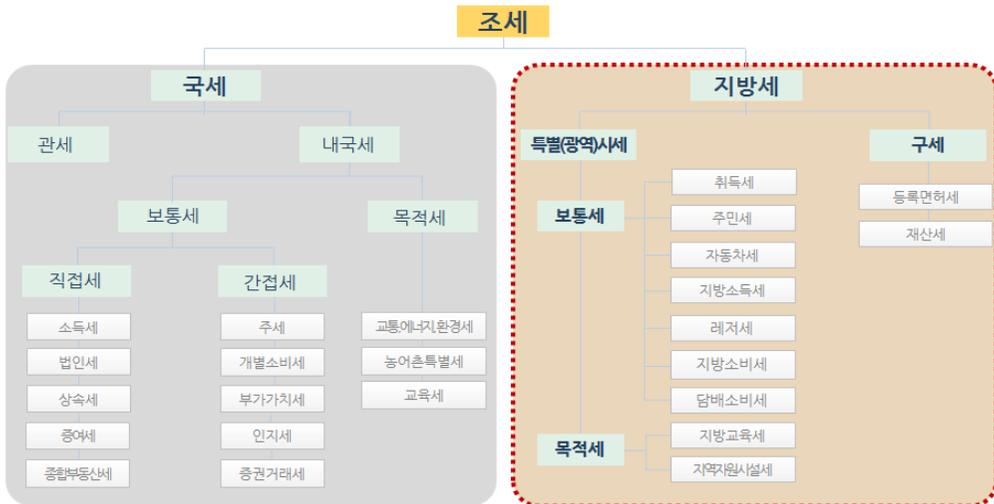 조세
국세
관세
내국세
보통세
목적세
직접세
간접세
소득세
법인세
상속세
증여세
종합부동산세
주세
개별소비세
부가가치세
인지세
증권거래세
교통,에너지,환경세
농어촌특별세
교육세
지방세
특별(광역)시세
보통세
취득세
주민세
자동차세
지방소득세
레저세
지방소비세
담배소비세
목적세
지방교육세
지역자원시설세
구세
등록면허세
재산세